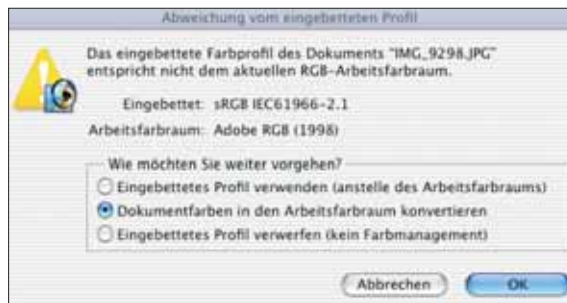 Abweichung vom eingebetteten Profil
Das eingebettete Farbprofil des Dokuments "IMG_9298.JPG"
entspricht nicht dem aktuellen RGB-Arbeitsfarbraum.
Eingebettet: sRGB IEC61966-2.1
Arbeitsfarbraum: Adobe RGB (1998)
Wie möchten Sie weiter vorgehen?
Eingebettetes Profil verwenden (anstelle des Arbeitsfarbraums)
Dokumentfarben in den Arbeitsfarbraum konvertieren
Eingebettetes Profil verwerfen (kein Farbmanagement)
Abbrechen OK